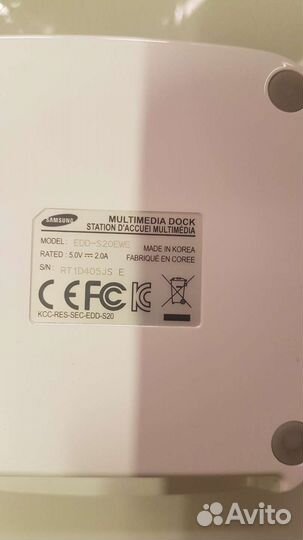 SAMSUNG
MULTIMEDIA DOCK
STATION D'ACCUEI MULTIMEDIA
MODEL: EDD-S20EWE
MADE IN KOREA
RATED : 5.0V ⎓ 2.0A
FABRIQUÉ EN COREE
S/N: RT1D405JS E
CE FC
KCC-RES-SEC-EDD-S20
Avito